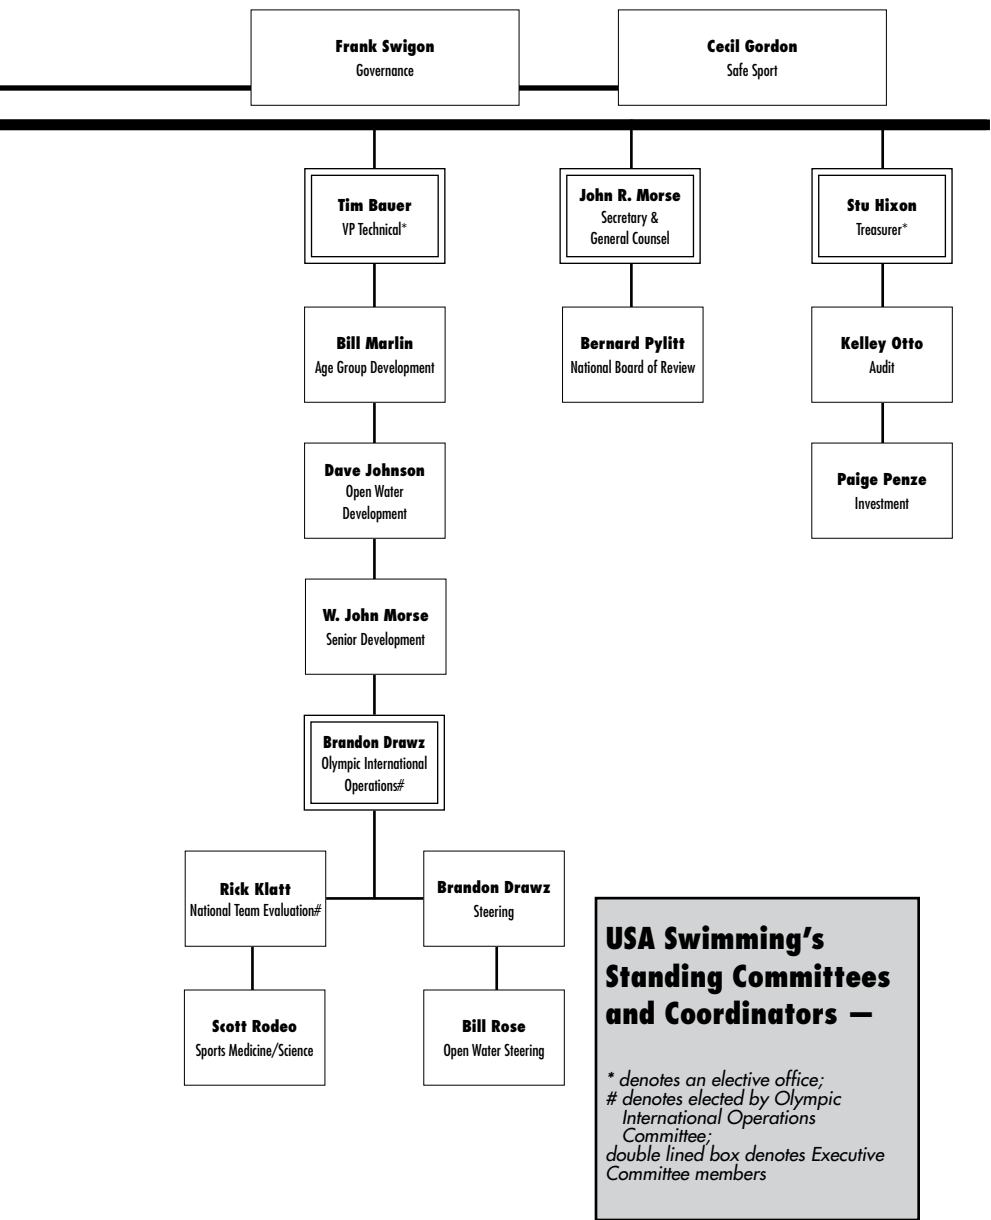 Frank Swigon
Governance
Cecil Gordon
Safe Sport
Tim Bauer
VP Technical*
John R. Morse
Secretary &
General Counsel
Stu Hixon
Treasurer*
Bill Marlin
Age Group Development
Bernard Pylitt
National Board of Review
Kelley Otto
Audit
Dave Johnson
Open Water
Development
Paige Penze
Investment
W. John Morse
Senior Development
Brandon Drawz
Olympic International
Operations#
Rick Klatt
National Team Evaluation#
Brandon Drawz
Steering
Scott Rodeo
Sports Medicine/Science
Bill Rose
Open Water Steering
USA Swimming's
Standing Committees
and Coordinators —
* denotes an elective office;
# denotes elected by Olympic
International Operations
Committee;
double lined box denotes Executive
Committee members